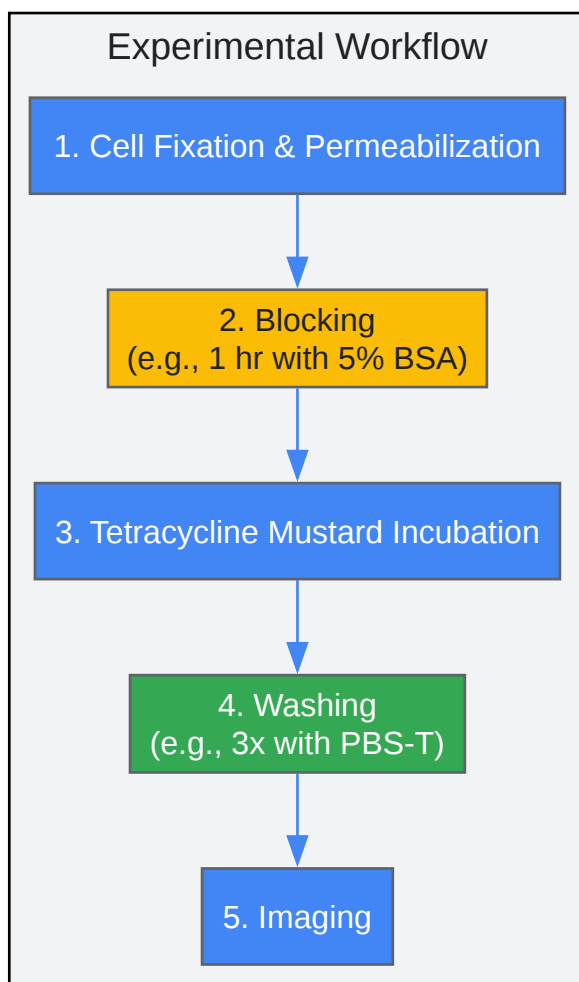 Experimental Workflow
1. Cell Fixation & Permeabilization
2. Blocking
(e.g., 1 hr with 5% BSA)
3. Tetracycline Mustard Incubation
4. Washing
(e.g., 3x with PBS-T)
5. Imaging